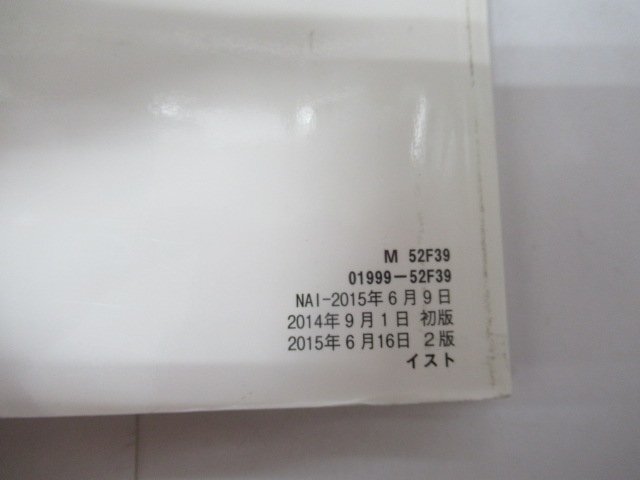 M 52F39
01999−52F39
NAI−2015年6月9日
2014年9月1日 初版
2015年6月16日 2版
イスト